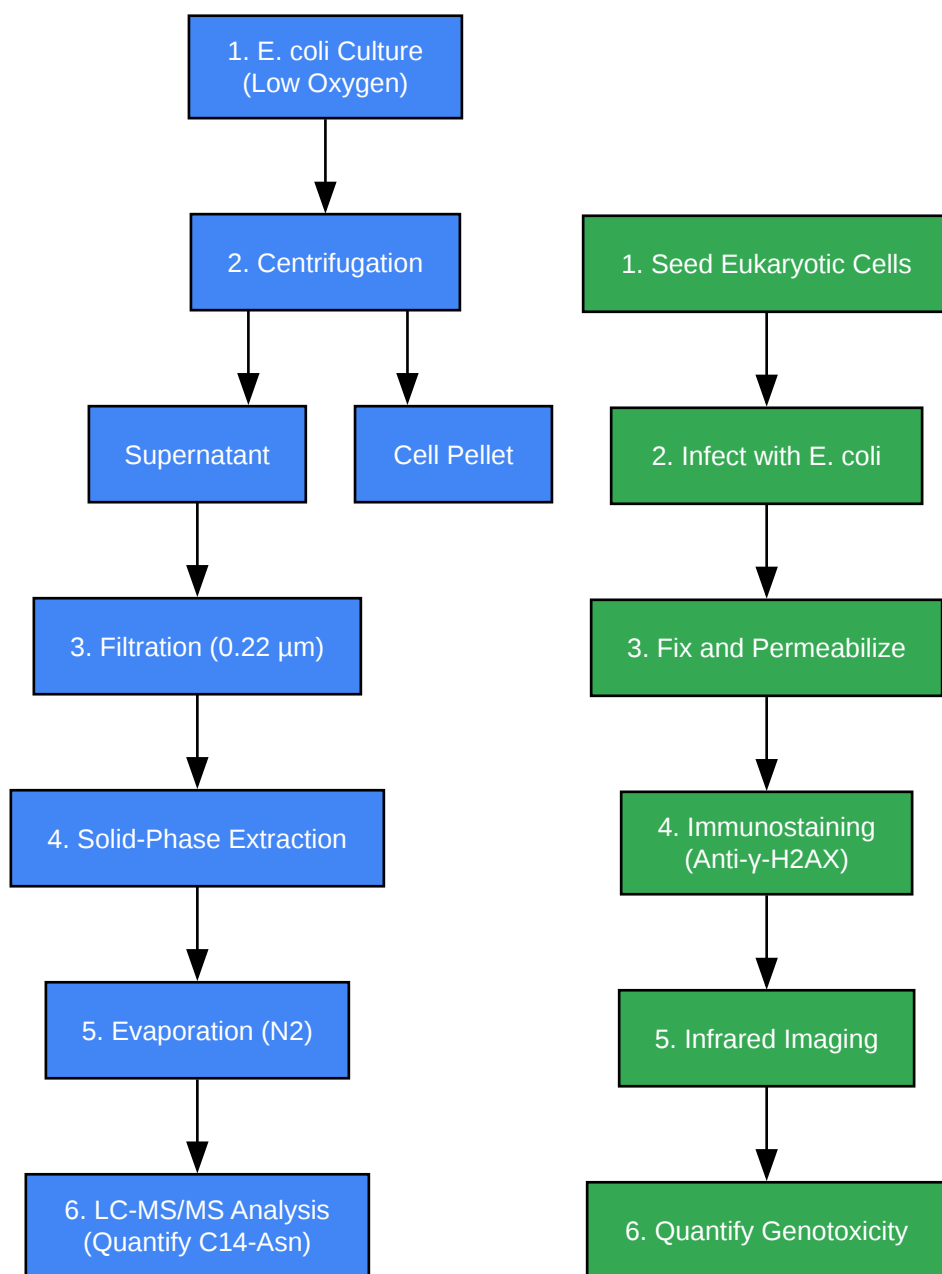 1. E. coli Culture
(Low Oxygen)
2. Centrifugation
Supernatant
Cell Pellet
3. Filtration (0.22 µm)
4. Solid-Phase Extraction
5. Evaporation (N2)
6. LC-MS/MS Analysis
(Quantify C14-Asn)
1. Seed Eukaryotic Cells
2. Infect with E. coli
3. Fix and Permeabilize
4. Immunostaining
(Anti-γ-H2AX)
5. Infrared Imaging
6. Quantify Genotoxicity